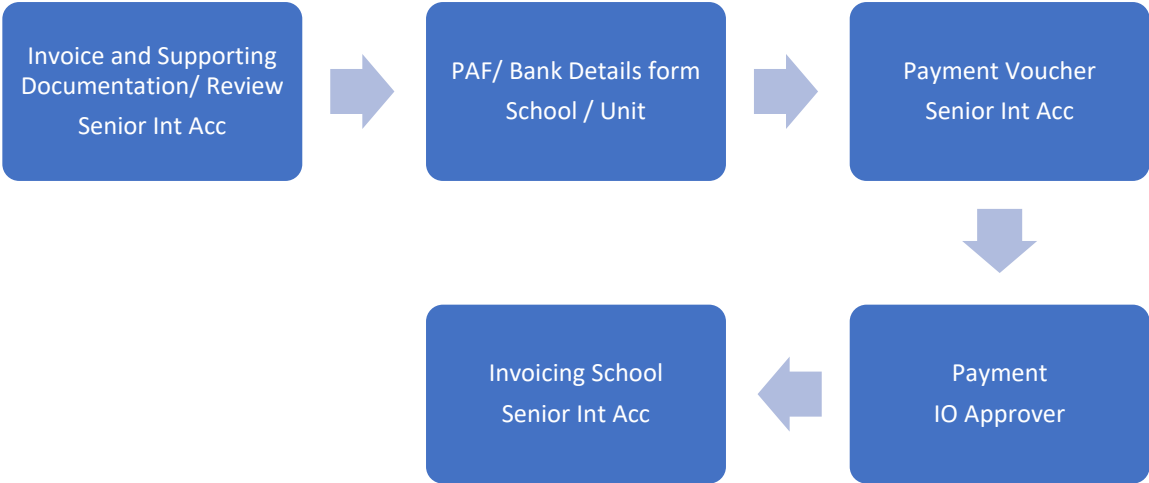 Invoice and Supporting
Documentation/ Review
Senior Int Acc
PAF/ Bank Details form
School / Unit
Payment Voucher
Senior Int Acc
Payment
IO Approver
Invoicing School
Senior Int Acc